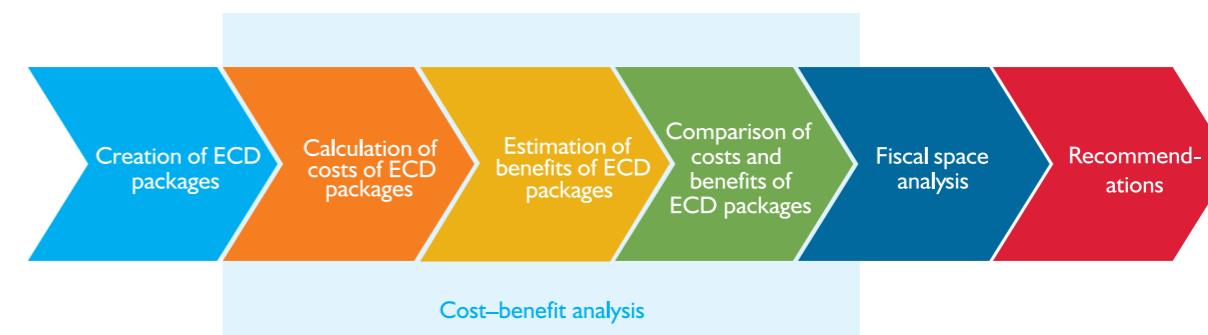 Creation of ECD
packages
Calculation of
costs of ECD
packages
Estimation of
benefits of ECD
packages
Comparison of
costs and
benefits of
ECD packages
Fiscal space
analysis
Recommend-
ations
Cost–benefit analysis